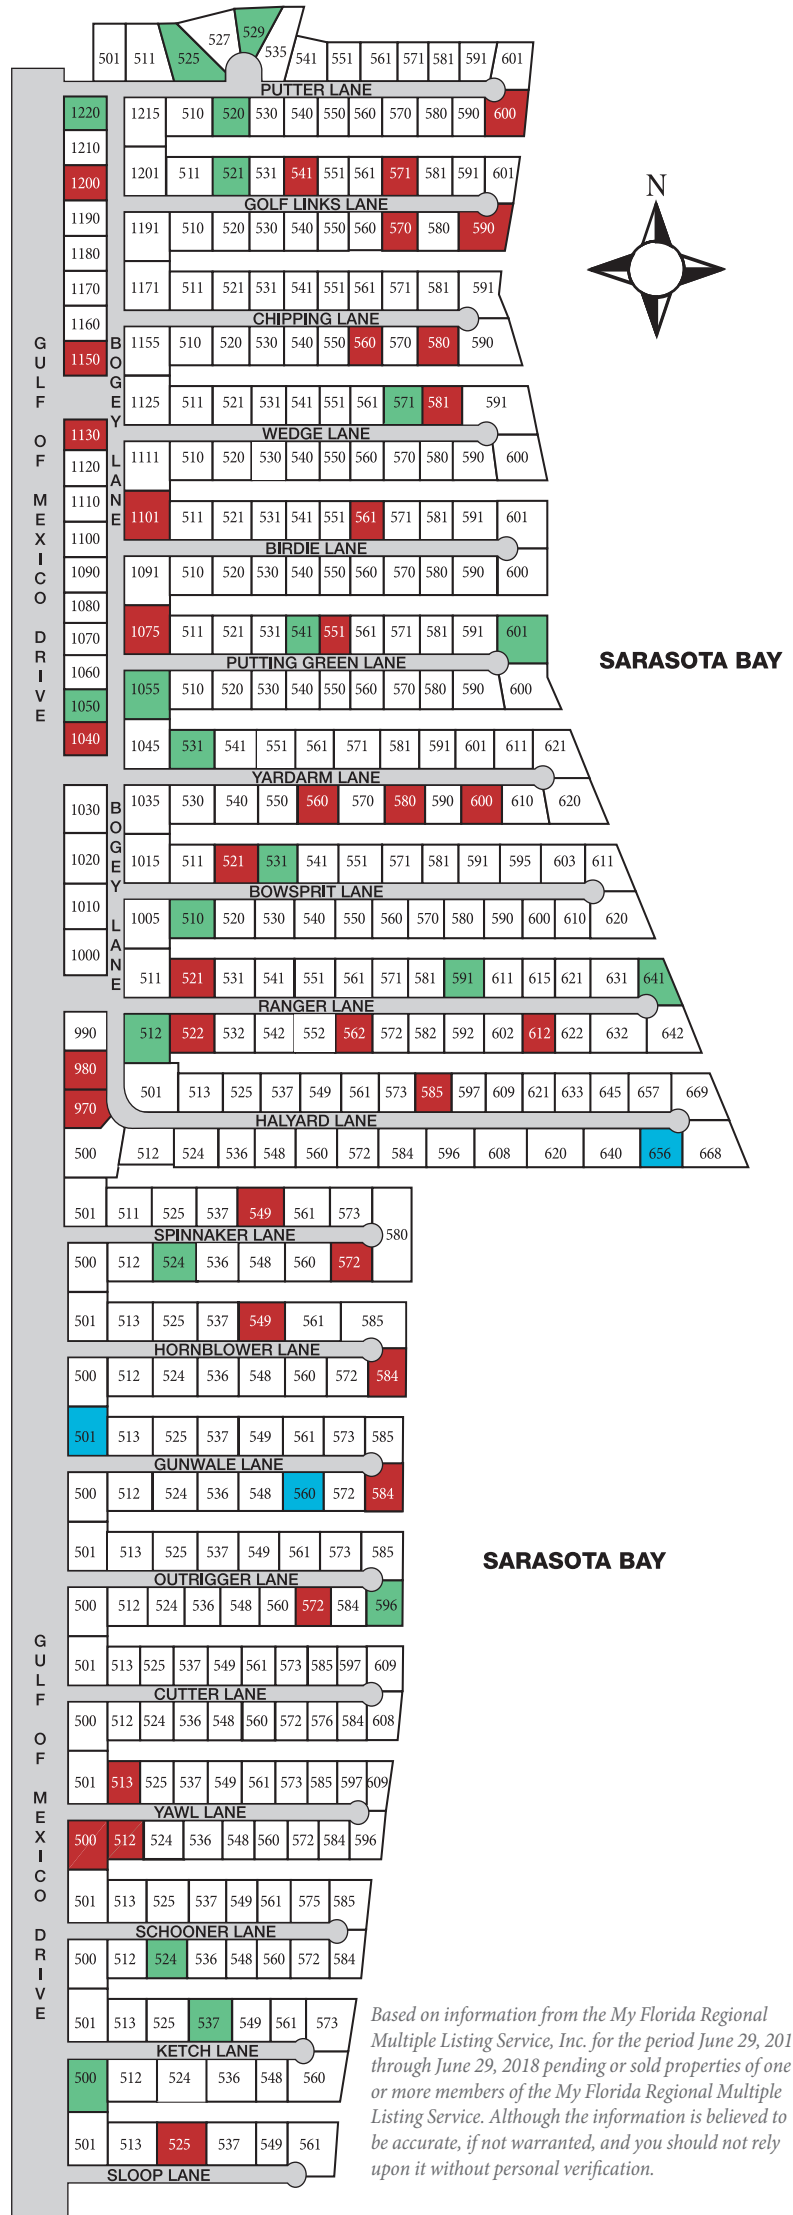 501 511 525 527 529 535 541 551 561 571 581 591 601
PUTTER LANE
1220 1215 510 520 530 540 550 560 570 580 590 600
1210
1201 511 521 531 541 551 561 571 581 591 601
1200
GOLF LINKS LANE
1190 1191 510 520 530 540 550 560 570 580 590
1180
1170 1171 511 521 531 541 551 561 571 581 591
CHIPPING LANE
1160
1155 510 520 530 540 550 560 570 580 590
1150
1125 511 521 531 541 551 561 571 581 591
WEDGE LANE
1130
1120 1111 510 520 530 540 550 560 570 580 590 600
1110
1101 511 521 531 541 551 561 571 581 591 601
1100
BIRDIE LANE
1090 1091 510 520 530 540 550 560 570 580 590 600
1080
1070 1075 511 521 531 541 551 561 571 581 591 601
PUTTING GREEN LANE
1060
1055 510 520 530 540 550 560 570 580 590 600
1050
1040 1045 531 541 551 561 571 581 591 601 611 621
YARDARM LANE
1030 1035 530 540 550 560 570 580 590 600 610 620
1020 1015 511 521 531 541 551 571 581 591 595 603 611
BOWSPRIT LANE
1010 1005 510 520 530 540 550 560 570 580 590 600 610 620
1000
511 521 531 541 551 561 571 581 591 611 615 621 631 641
RANGER LANE
990 512 522 532 542 552 562 572 582 592 602 612 622 632 642
980
970 501 513 525 537 549 561 573 585 597 609 621 633 645 657 669
HALYARD LANE
500 512 524 536 548 560 572 584 596 608 620 640 656 668
GULF OF MEXICO DRIVE
BOGEY LANE
BOGEY LANE
N
SARASOTA BAY
501 511 525 537 549 561 573 580
SPINNAKER LANE
500 512 524 536 548 560 572
501 513 525 537 549 561 585
HORNBLOWER LANE
500 512 524 536 548 560 572 584
501 513 525 537 549 561 573 585
GUNWALE LANE
500 512 524 536 548 560 572 584
501 513 525 537 549 561 573 585
OUTRIGGER LANE
500 512 524 536 548 560 572 584 596
SARASOTA BAY
501 513 525 537 549 561 573 585 597 609
CUTTER LANE
500 512 524 536 548 560 572 576 584 608
501 513 525 537 549 561 573 585 597 609
YAWL LANE
500 512 524 536 548 560 572 584 596
501 513 525 537 549 561 575 585
SCHOONER LANE
500 512 524 536 548 560 572 584
501 513 525 537 549 561 573
KETCH LANE
500 512 524 536 548 560
501 513 525 537 549 561
SLOOP LANE
GULF OF MEXICO DRIVE
Based on information from the My Florida Regional
Multiple Listing Service, Inc. for the period June 29, 201
through June 29, 2018 pending or sold properties of one
or more members of the My Florida Regional Multiple
Listing Service. Although the information is believed to
be accurate, if not warranted, and you should not rely
upon it without personal verification.